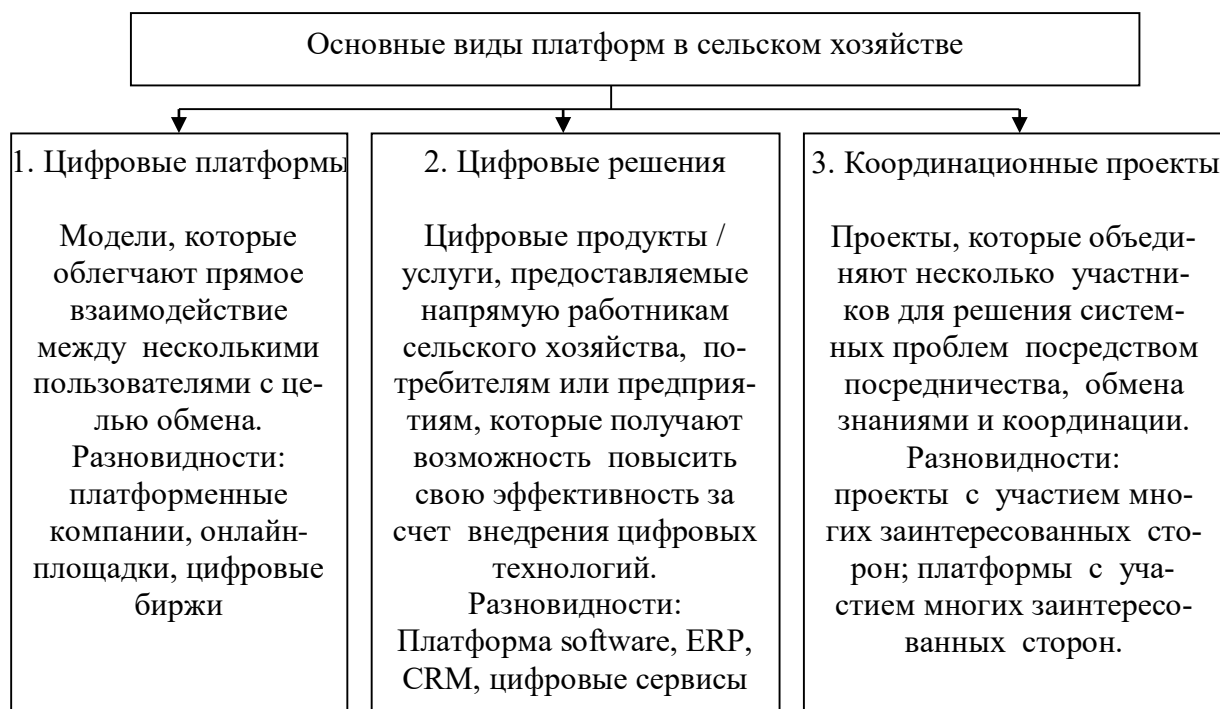 Основные виды платформ в сельском хозяйстве
1. Цифровые платформы
Модели, которые
облегчают прямое
взаимодействие
между несколькими
пользователями с це-
лью обмена.
Разновидности:
платформенные
компании, онлайн-
площадки, цифровые
биржи
2. Цифровые решения
Цифровые продукты /
услуги, предоставляемые
напрямую работникам
сельского хозяйства, по-
требителям или предприя-
тиям, которые получают
возможность повысить
свою эффективность за
счет внедрения цифровых
технологий.
Разновидности:
Платформа software, ERP,
CRM, цифровые сервисы
3. Координационные проекты
Проекты, которые объеди-
няют несколько участни-
ков для решения систем-
ных проблем посредством
посредничества, обмена
знаниями и координации.
Разновидности:
проекты с участием мно-
гих заинтересованных сто-
рон; платформы с уча-
стием многих заинтересо-
ванных сторон.